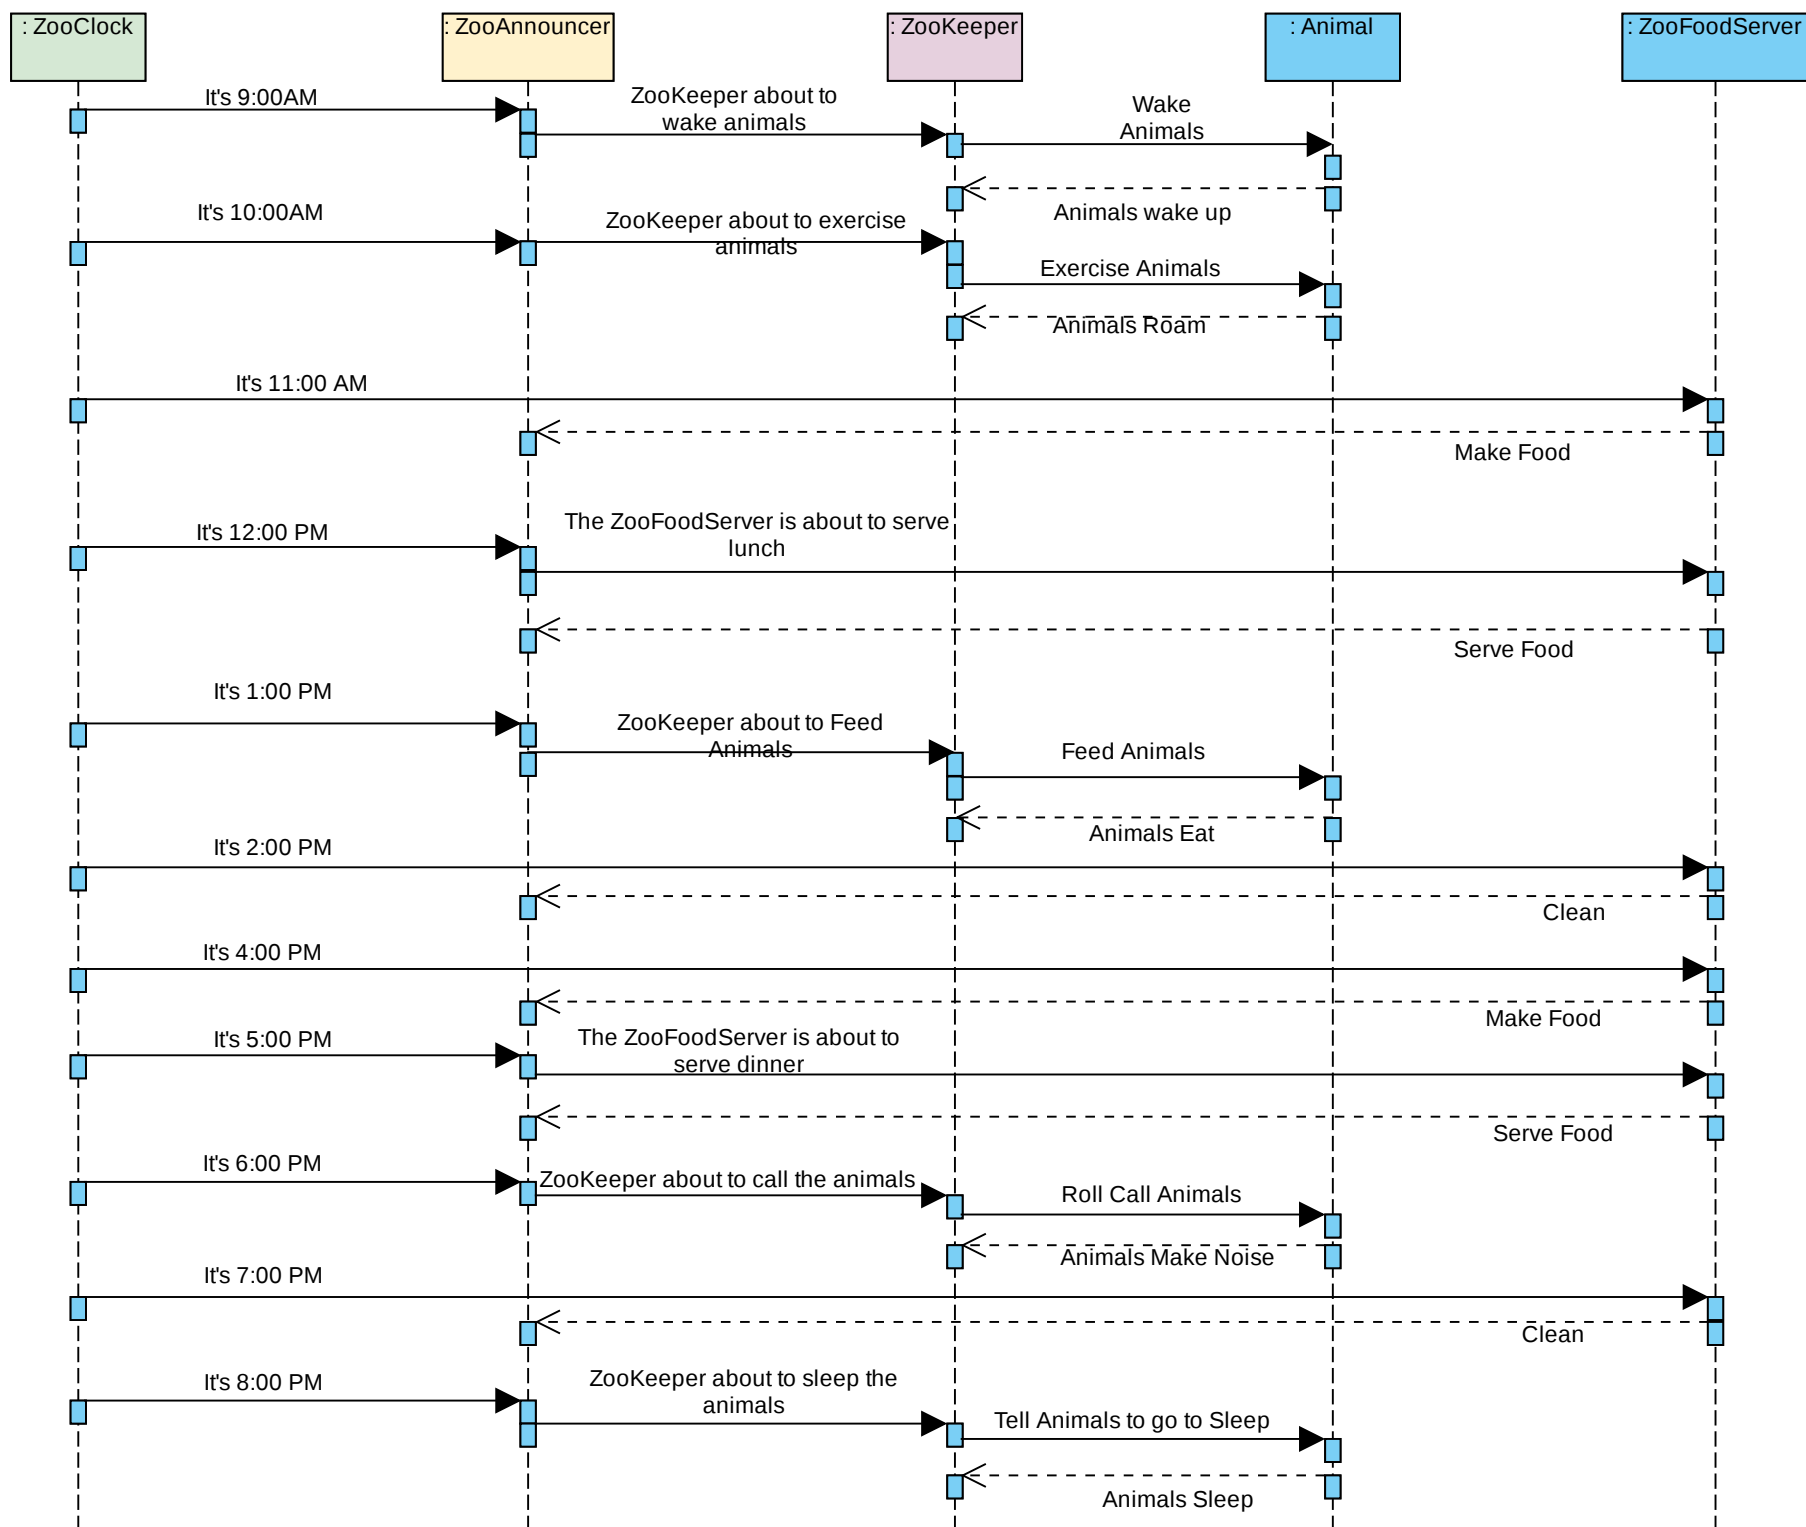 : ZooClock
: ZooAnnouncer
: ZooKeeper
: Animal
: ZooFoodServer
It's 9:00AM
ZooKeeper about to
wake animals
Wake
Animals
Animals wake up
It's 10:00AM
ZooKeeper about to exercise
animals
Exercise Animals
Animals Roam
It's 11:00 AM
Make Food
It's 12:00 PM
The ZooFoodServer is about to serve
lunch
Serve Food
It's 1:00 PM
ZooKeeper about to Feed
Animals
Feed Animals
Animals Eat
It's 2:00 PM
Clean
It's 4:00 PM
Make Food
It's 5:00 PM
The ZooFoodServer is about to
serve dinner
Serve Food
It's 6:00 PM
ZooKeeper about to call the animals
Roll Call Animals
Animals Make Noise
It's 7:00 PM
Clean
It's 8:00 PM
ZooKeeper about to sleep the
animals
Tell Animals to go to Sleep
Animals Sleep